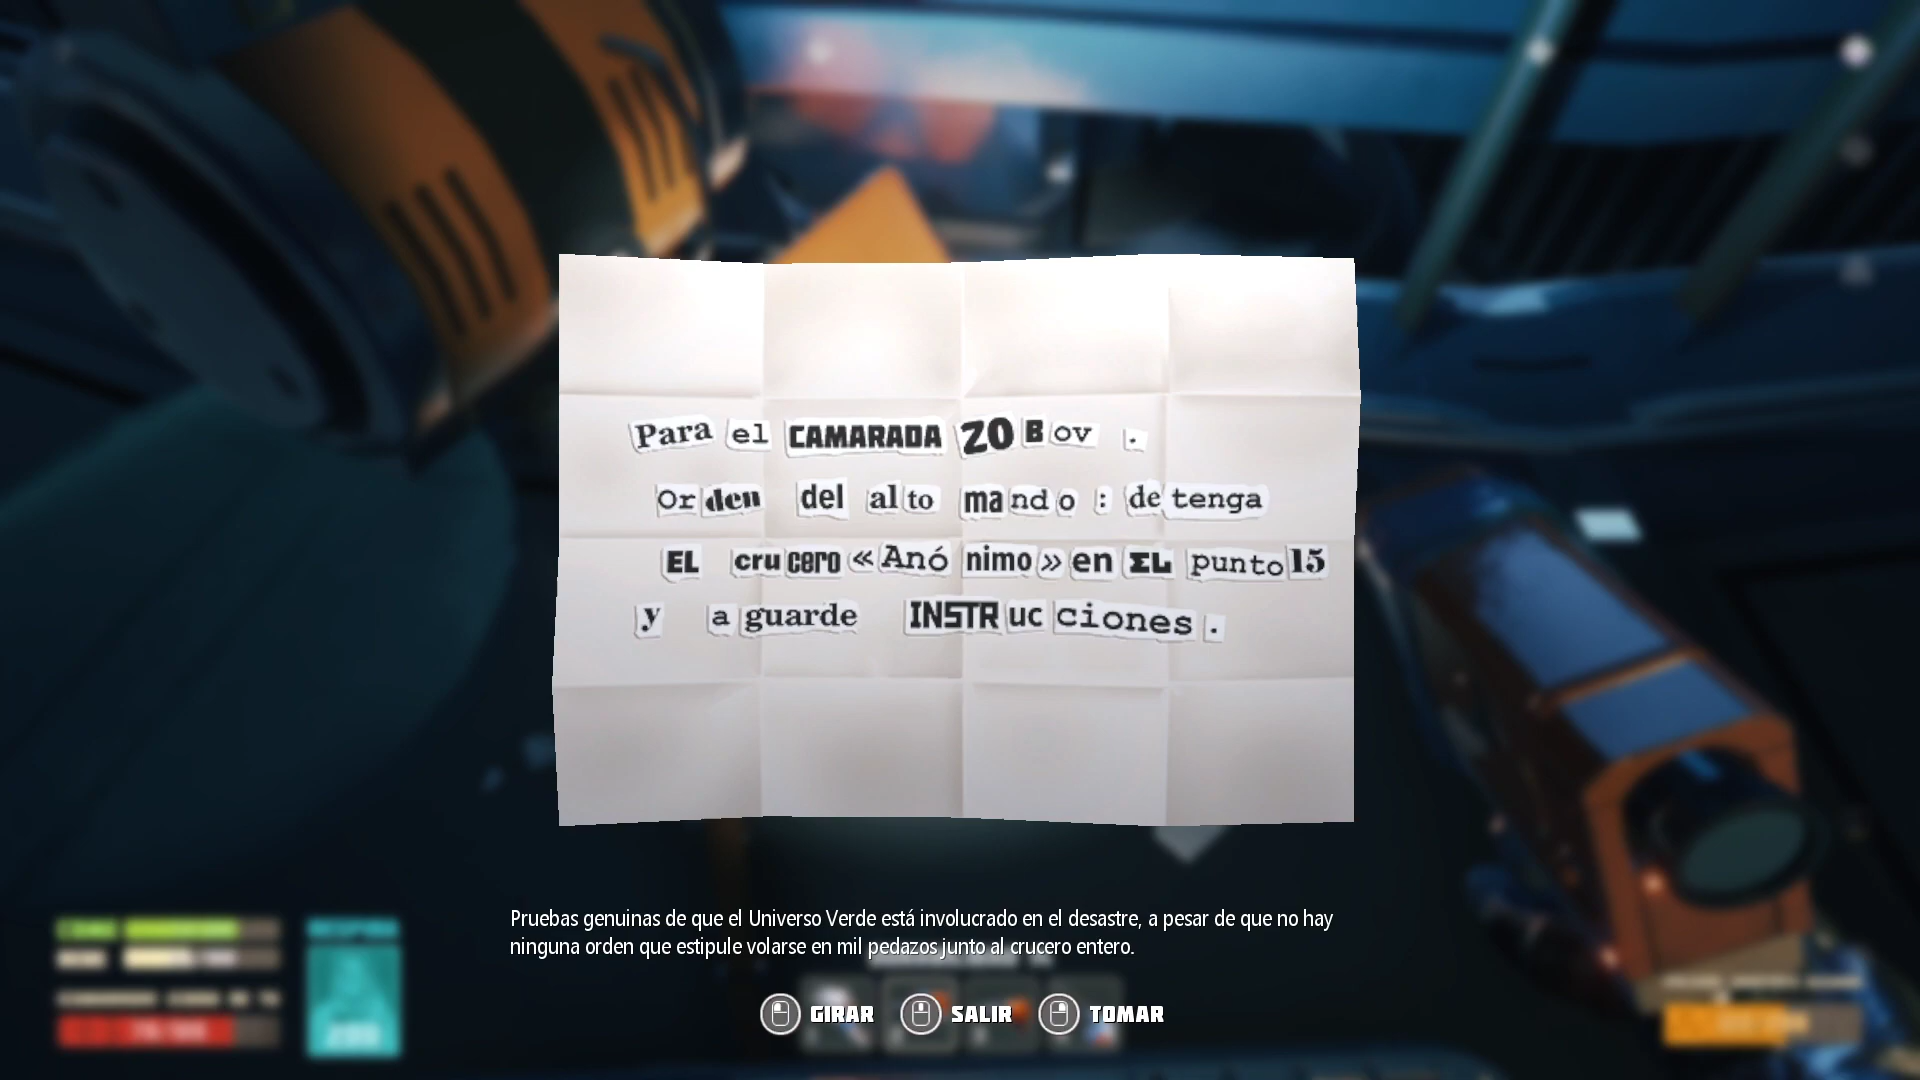 Para el CAMARADA ZOBov.
Orden del alto mando: detenga
EL crucero «Anónimo» en EL punto 15
y aguarde INSTRucciones.
Pruebas genuinas de que el Universo Verde está involucrado en el desastre, a pesar de que no hay
ninguna orden que estipule volarse en mil pedazos junto al crucero entero.
GIRAR SALIR TOMAR